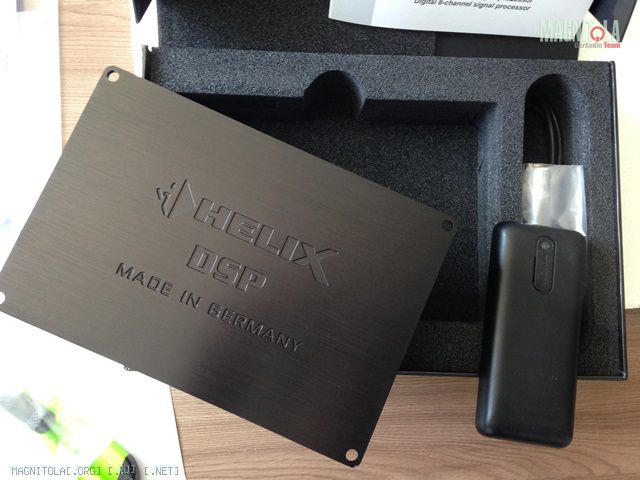 Digital 8-channel signal processor
MAGNITOLA
CarAudio Team
HELIX
DSP
MADE IN GERMANY
MAGNITOLA[.ORG] [.RU] [.NET]